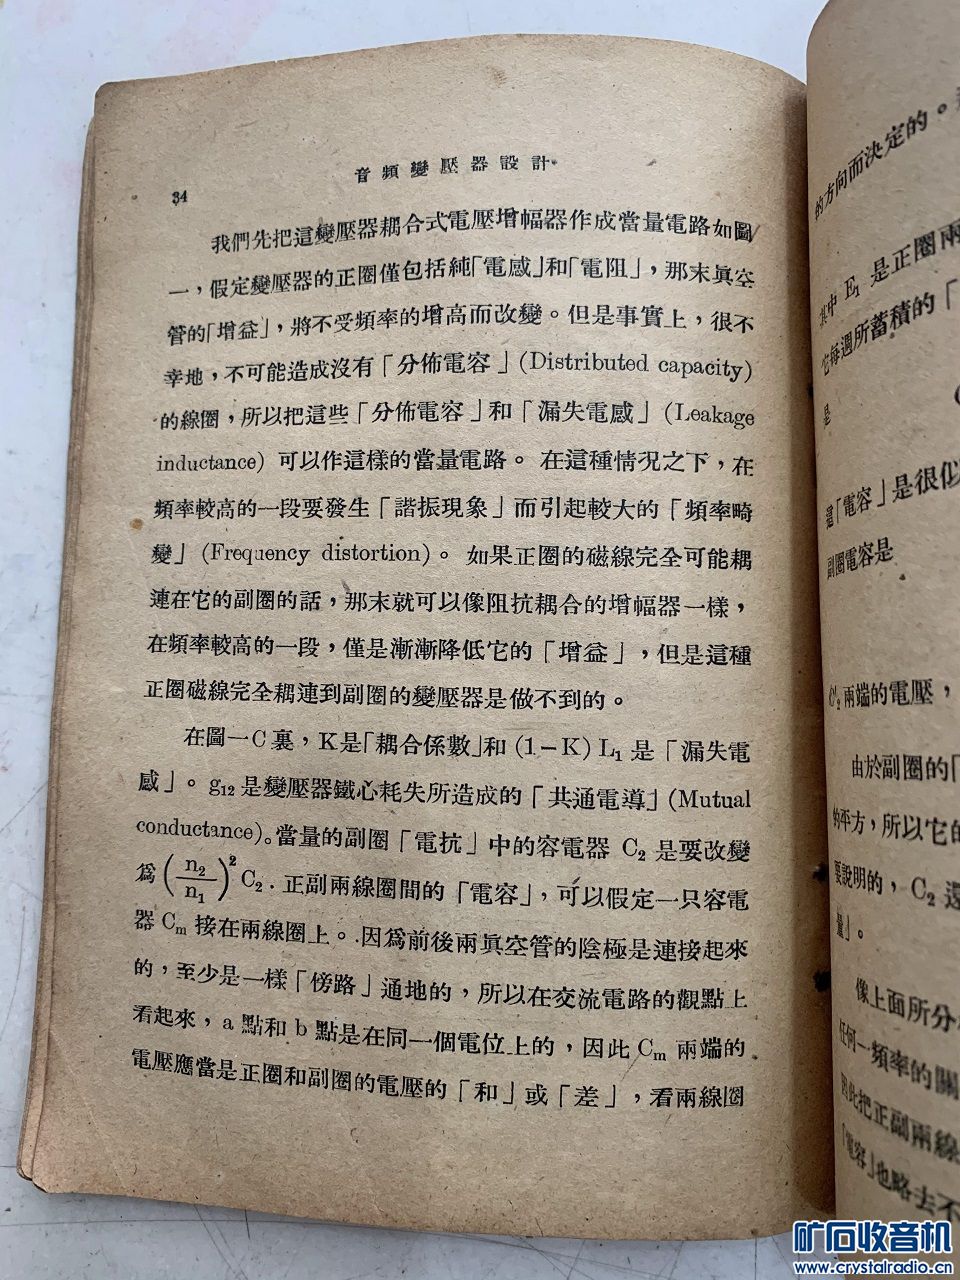 音頻變壓器設計
34
我們先把這變壓器耦合式電壓增幅器作成當量電路如圖
一，假定變壓器的正圈僅包括純「電感」和「電阻」，那末眞空
管的「增益」，將不受頻率的增高而改變。但是事實上，很不
幸地，不可能造成沒有「分佈電容」(Distributed capacity)
的線圈，所以把這些「分佈電容」和「漏失電感」(Leakage
inductance) 可以作這樣的當量電路。在這種情況之下，在
頻率較高的一段要發生「諧振現象」而引起較大的「頻率畸
變」(Frequency distortion)。如果正圈的磁線完全可能耦
連在它的副圈的話，那末就可以像阻抗耦合的增幅器一樣，
在頻率較高的一段，僅是漸漸降低它的「增益」，但是這種
正圈磁線完全耦連到副圈的變壓器是做不到的。
在圖一C裏，K是「耦合係數」和 (1－K) L₁ 是「漏失電
感」。g₁₂是變壓器鐵心耗失所造成的「共通電導」(Mutual
conductance)。當量的副圈「電抗」中的容電器 C₂ 是要改變
爲 (n₂/n₁)² C₂．正副兩線圈間的「電容」，可以假定一只容電
器 Cₘ 接在兩線圈上。因爲前後兩眞空管的陰極是連接起來
的，至少是一樣「傍路」通地的，所以在交流電路的觀點上
看起來，a 點和 b 點是在同一個電位上的，因此 Cₘ 兩端的
電壓應當是正圈和副圈的電壓的「和」或「差」，看兩線圈
的方向而決定的。
其中 E₁ 是正圈兩
它每週所蓄積的「
是
這「電容」是很似
副圈電容是
C₂' 兩端的電壓，
由於副圈的「
的平方，所以它的
要說明的，C₂ 還
量」。
像上面所分
任何一頻率的關
因此把正副兩線
「電容」也略去不
矿石收音机
www.crystalradio.cn